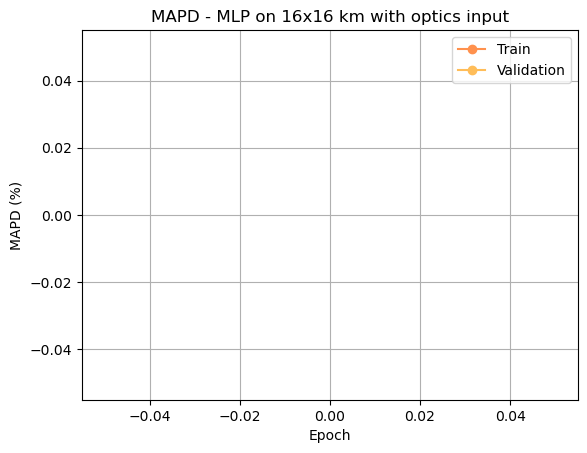 MAPD - MLP on 16x16 km with optics input
Train
Validation
MAPD (%)
0.04
0.02
0.00
−0.02
−0.04
−0.04
−0.02
0.00
0.02
0.04
Epoch